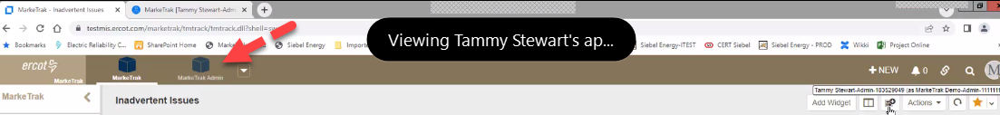 MarkeTrak - Inadvertent Issues
MarkeTrak [Tammy Stewart-Admin
testmis.ercot.com/marketrak/tmtrack/tmtrack.dll?shell=sw
Viewing Tammy Stewart's ap...
Bookmarks Electric Reliability C... SharePoint Home Siebel Energy Siebel Energy-ITEST CERT Siebel Siebel Energy - PROD Wikki Project Online
ercot
MarkeTrak
MarkeTrak
MarkeTrak Admin
+ NEW
0
M
MarkeTrak
Inadvertent Issues
Tammy Stewart-Admin-183529049 (as MarkeTrak Demo-Admin-1111111
Add Widget
Actions